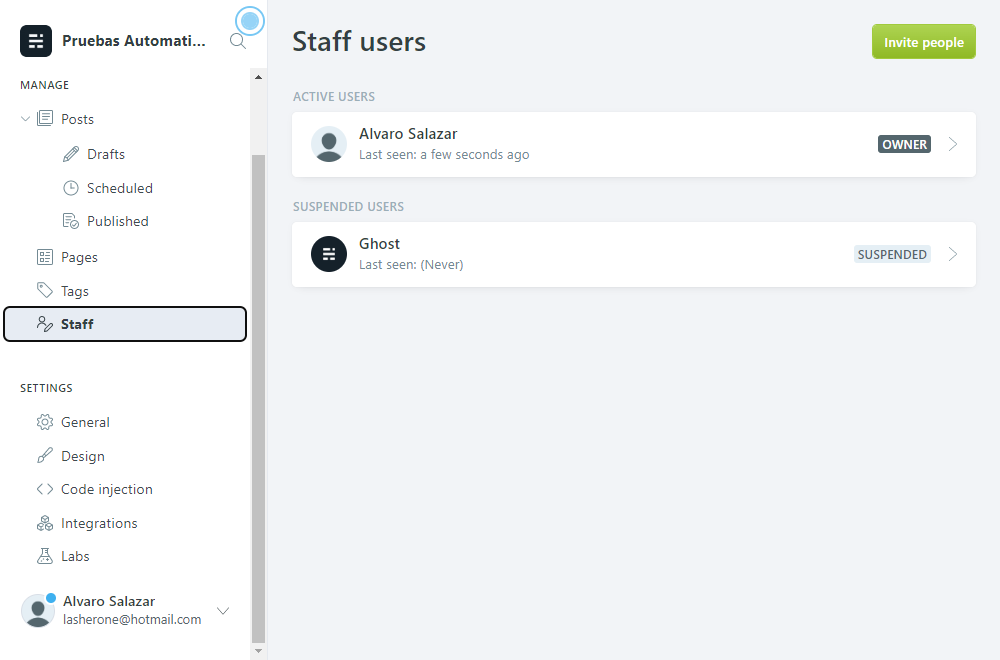 Pruebas Automati...
MANAGE
Posts
Drafts
Scheduled
Published
Pages
Tags
Staff
SETTINGS
General
Design
Code injection
Integrations
Labs
Alvaro Salazar
lasherone@hotmail.com
Staff users
Invite people
ACTIVE USERS
Alvaro Salazar
Last seen: a few seconds ago
OWNER
SUSPENDED USERS
Ghost
Last seen: (Never)
SUSPENDED